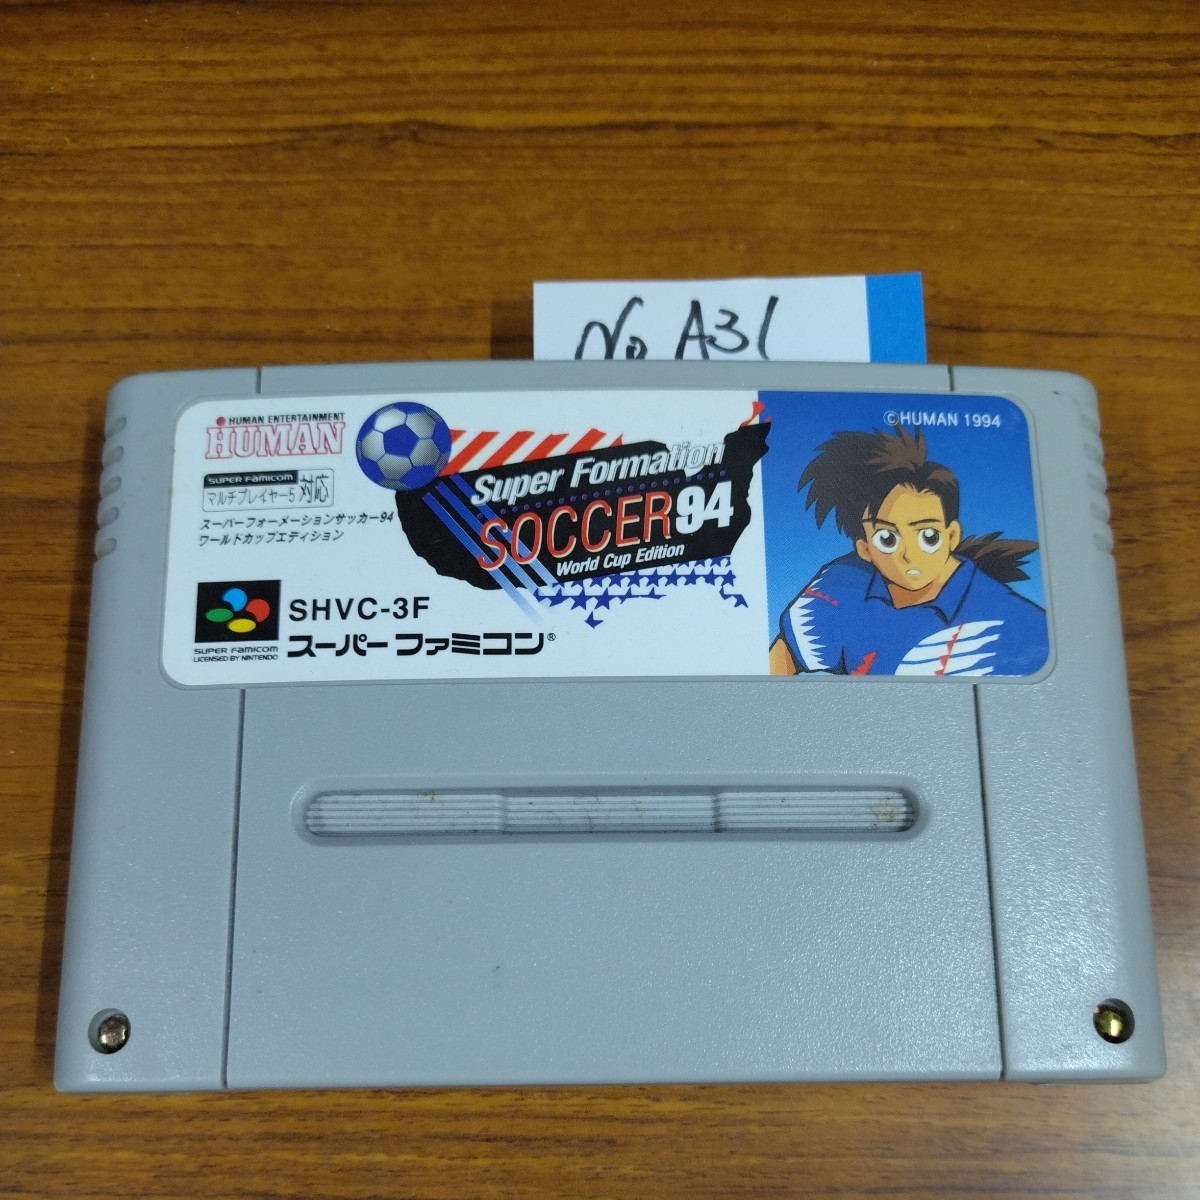 No. A31
HUMAN ENTERTAINMENT
HUMAN
SUPER FAMICOM
マルチプレイヤー5 対応
スーパーフォーメーションサッカー94
ワールドカップエディション
SHVC-3F
SUPER FAMICOM
LICENSED BY NINTENDO
スーパーファミコン®
Super Formation
SOCCER 94
World Cup Edition
©HUMAN 1994